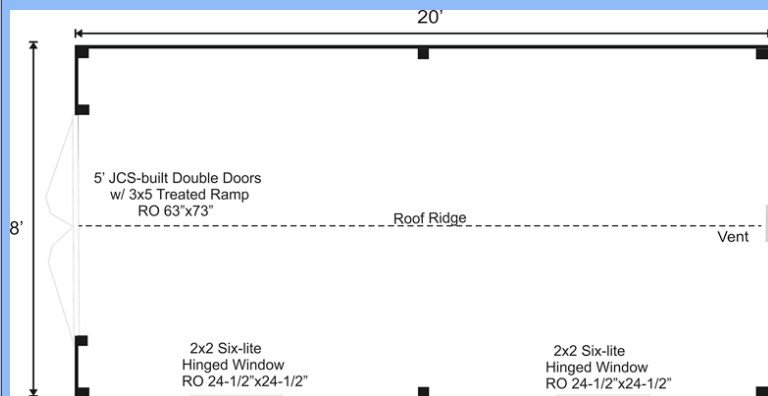 20’
5’ JCS-built Double Doors
w/ 3x5 Treated Ramp
RO 63”x73”
8’
Roof Ridge
Vent
2x2 Six-lite
Hinged Window
RO 24-1/2”x24-1/2”
2x2 Six-lite
Hinged Window
RO 24-1/2”x24-1/2”